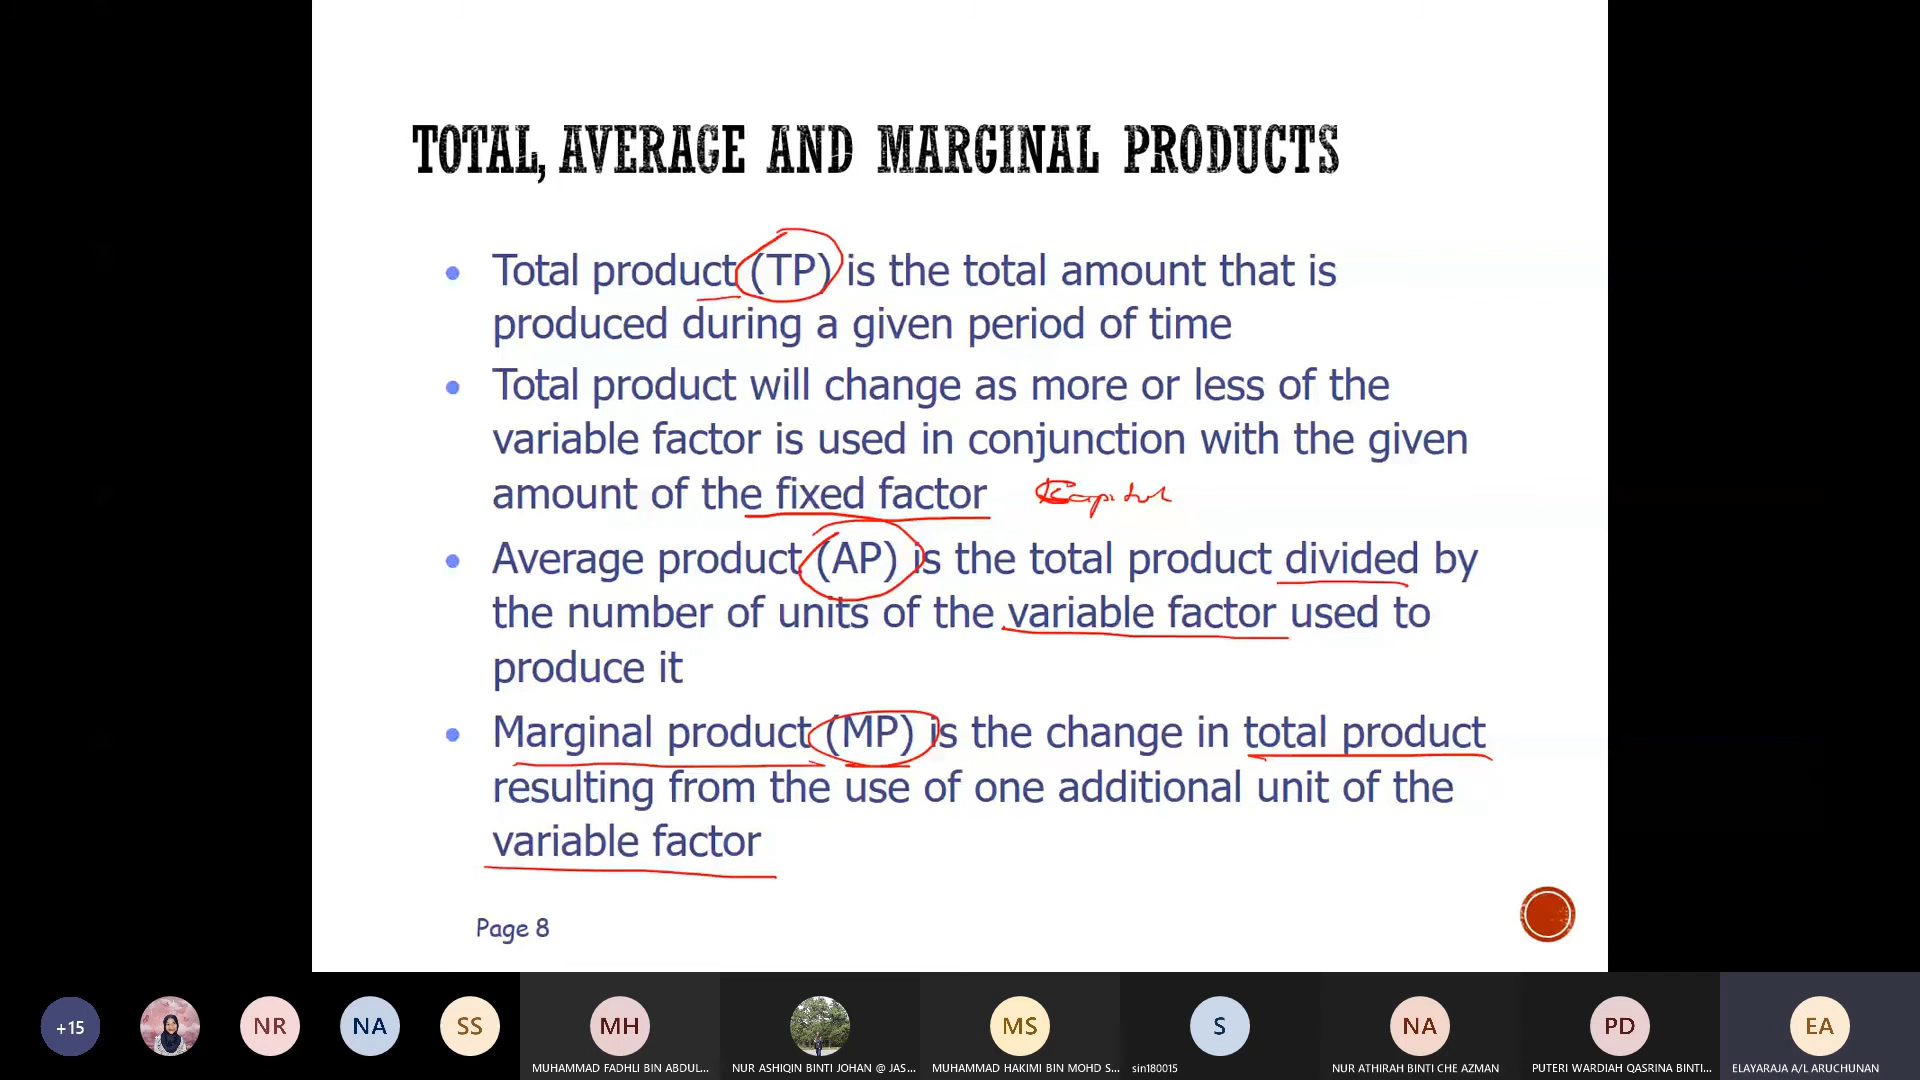 TOTAL, AVERAGE AND MARGINAL PRODUCTS
• Total product (TP) is the total amount that is
produced during a given period of time
• Total product will change as more or less of the
variable factor is used in conjunction with the given
amount of the fixed factor Capital
• Average product (AP) is the total product divided by
the number of units of the variable factor used to
produce it
• Marginal product (MP) is the change in total product
resulting from the use of one additional unit of the
variable factor
Page 8
+15
NR
NA
SS
MH
MS
S
NA
PD
EA
MUHAMMAD FADHLI BIN ABDUL...
NUR ASHIQIN BINTI JOHAN @ JAS...
MUHAMMAD HAKIMI BIN MOHD S...
sin180015
NUR ATHIRAH BINTI CHE AZMAN
PUTERI WARDIAH QASRINA BINTI...
ELAYARAJA A/L ARUCHUNAN